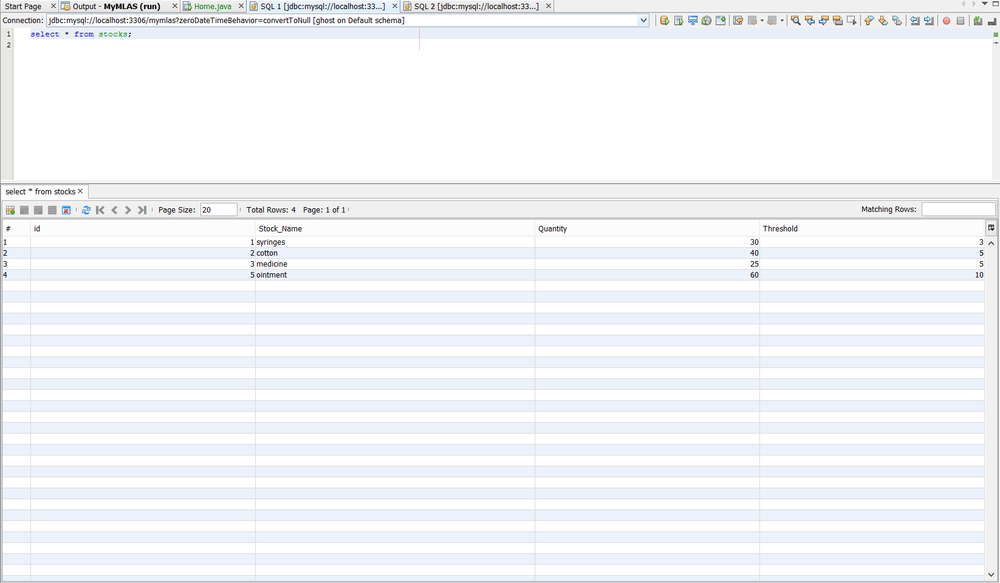 Start Page Output - MyMLAS (run) Home.java SQL 1 [jdbc:mysql://localhost:33...] SQL 2 [jdbc:mysql://localhost:33...]
Connection: jdbc:mysql://localhost:3306/mymlas?zeroDateTimeBehavior=convertToNull [ghost on Default schema]
1 select * from stocks;
2
select * from stocks
Page Size: 20 Total Rows: 4 Page: 1 of 1 Matching Rows:
# id Stock_Name Quantity Threshold
1 1 syringes 30 3
2 2 cotton 40 5
3 3 medicine 25 5
4 5 ointment 60 10